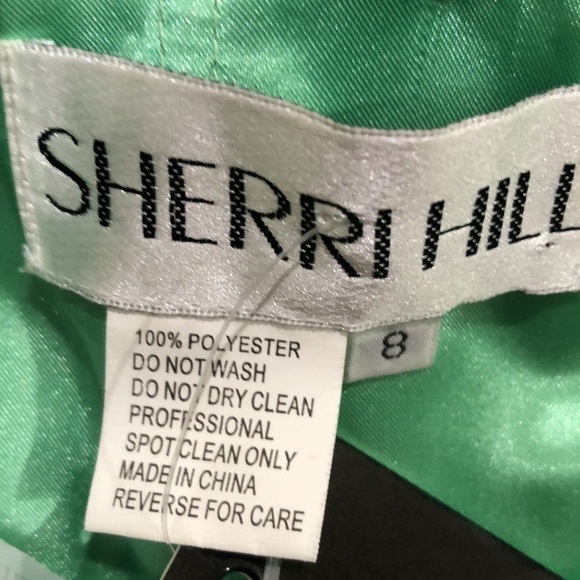 SHERRI HILL
8
100% POLYESTER
DO NOT WASH
DO NOT DRY CLEAN
PROFESSIONAL
SPOT CLEAN ONLY
MADE IN CHINA
REVERSE FOR CARE